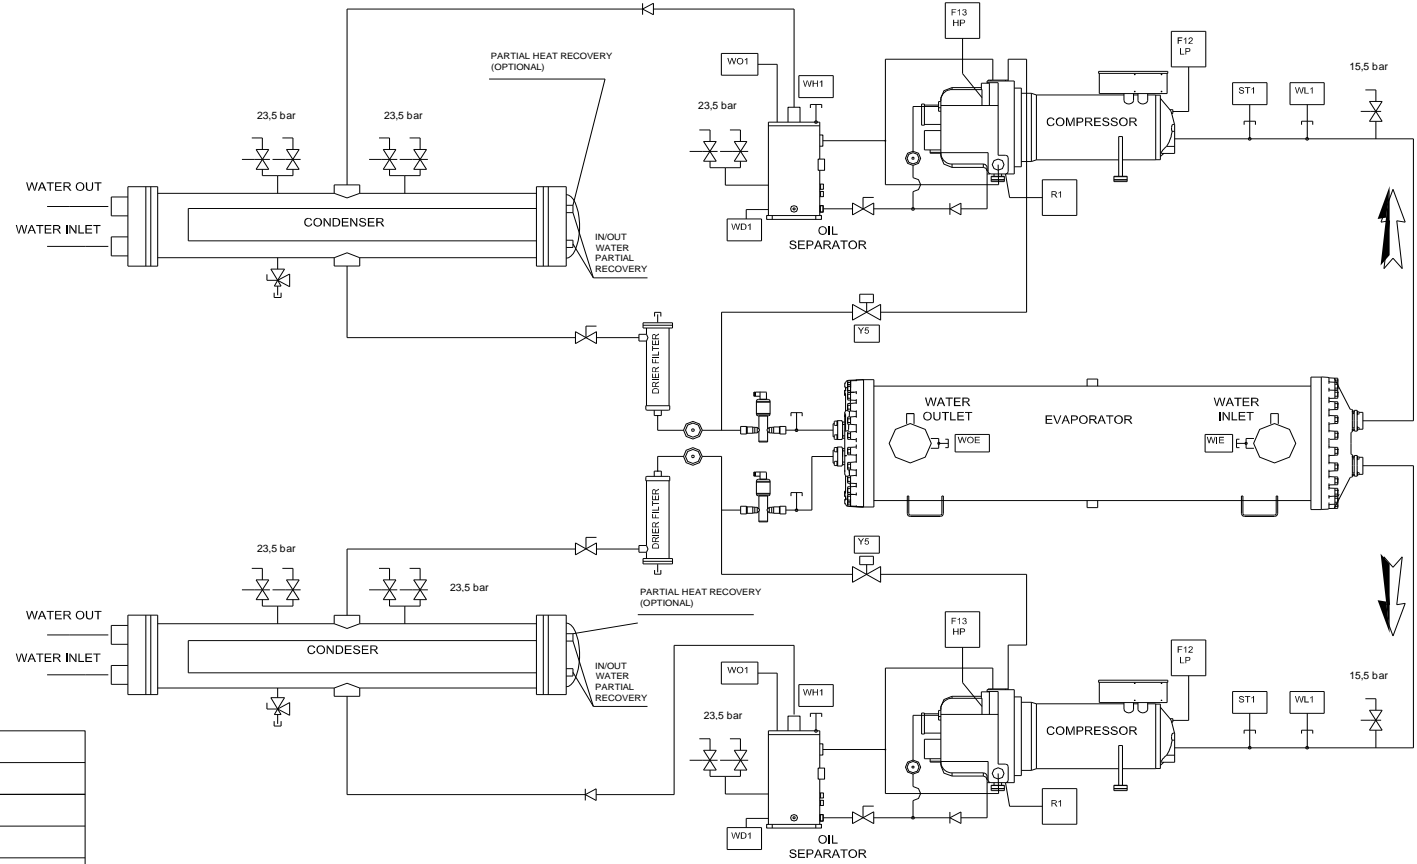 F13
HP
F12
LP
PARTIAL HEAT RECOVERY
(OPTIONAL)
WO1
WH1
ST1
WL1
15,5 bar
23,5 bar
23,5 bar
23,5 bar
COMPRESSOR
WATER OUT
WATER INLET
CONDENSER
R1
WD1
OIL
SEPARATOR
IN/OUT
WATER
PARTIAL
RECOVERY
Y5
DRIER FILTER
WATER
OUTLET
EVAPORATOR
WATER
INLET
WOE
WIE
DRIER FILTER
Y5
23,5 bar
23,5 bar
PARTIAL HEAT RECOVERY
(OPTIONAL)
WATER OUT
WATER INLET
CONDESER
IN/OUT
WATER
PARTIAL
RECOVERY
F13
HP
F12
LP
WO1
WH1
ST1
WL1
15,5 bar
23,5 bar
COMPRESSOR
R1
WD1
OIL
SEPARATOR